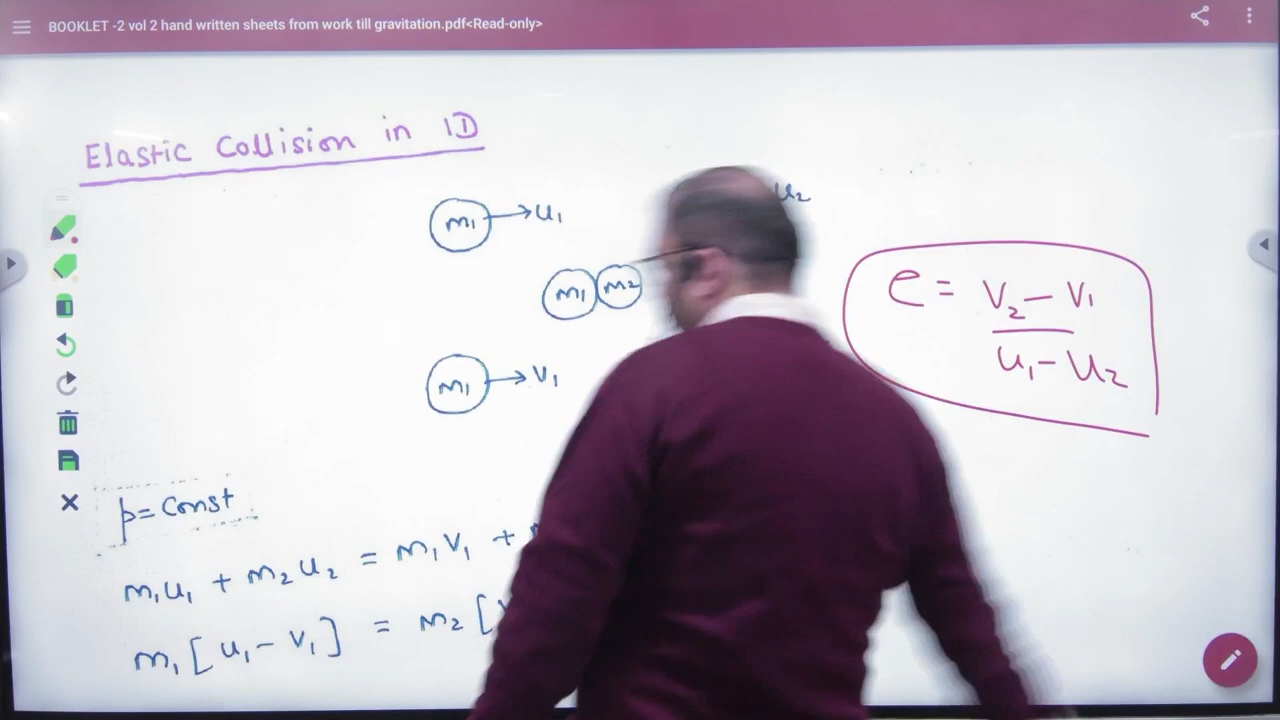 BOOKLET -2 vol 2 hand written sheets from work till gravitation.pdf<Read-only>
Elastic Collision in 1D
m₁ → u₁
u₂
m₁ m₂
e = (v₂ - v₁) / (u₁ - u₂)
m₁ → v₁
p = Const
m₁u₁ + m₂u₂ = m₁v₁ +
m₁[u₁ - v₁] = m₂[